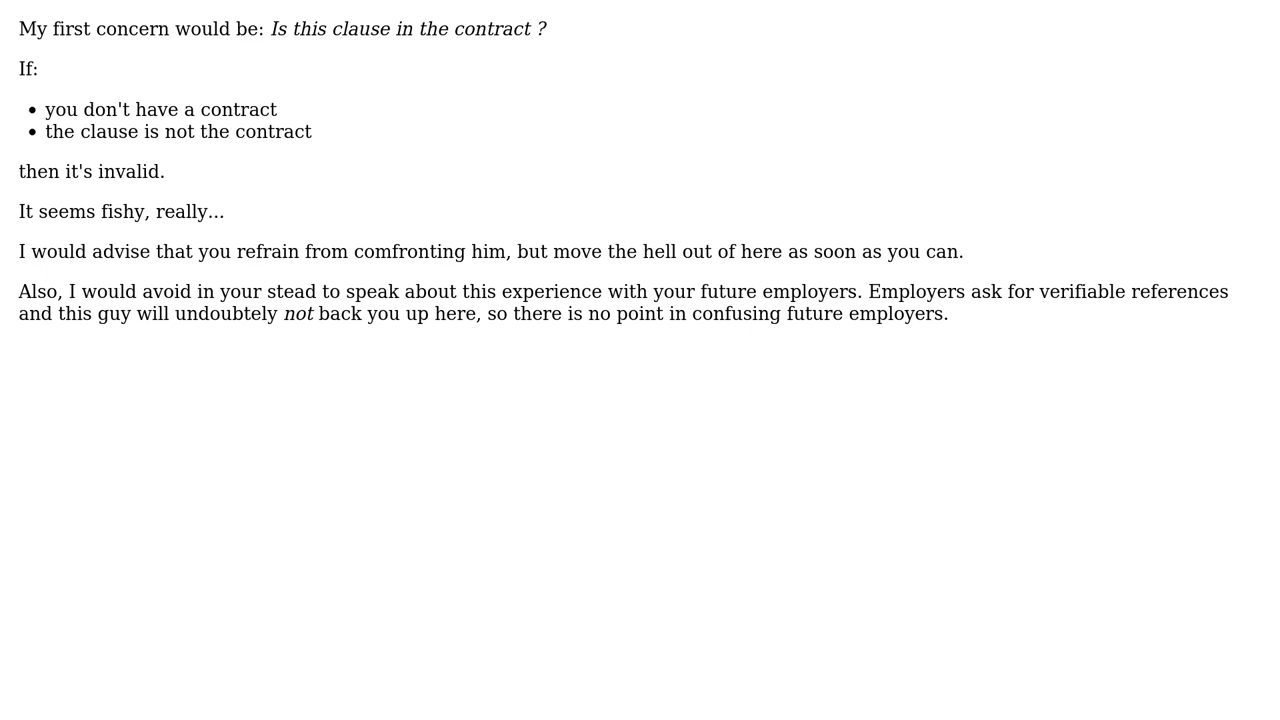 My first concern would be: Is this clause in the contract ?
If:
• you don't have a contract
• the clause is not the contract
then it's invalid.
It seems fishy, really...
I would advise that you refrain from comfronting him, but move the hell out of here as soon as you can.
Also, I would avoid in your stead to speak about this experience with your future employers. Employers ask for verifiable references
and this guy will undoubtely not back you up here, so there is no point in confusing future employers.